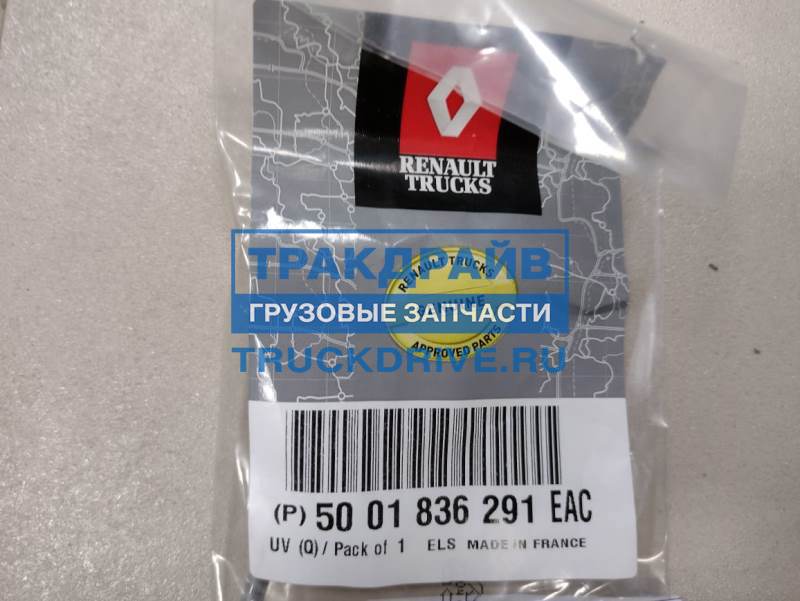 RENAULT
TRUCKS
ТРАКДРАЙВ
RENAULT TRUCKS
ГРУЗОВЫЕ ЗАПЧАСТИ
GENUINE
APPROVED PARTS
TRUCKDRIVE.RU
(P) 50 01 836 291 EAC
UV (Q) / Pack of 1 ELS MADE IN FRANCE